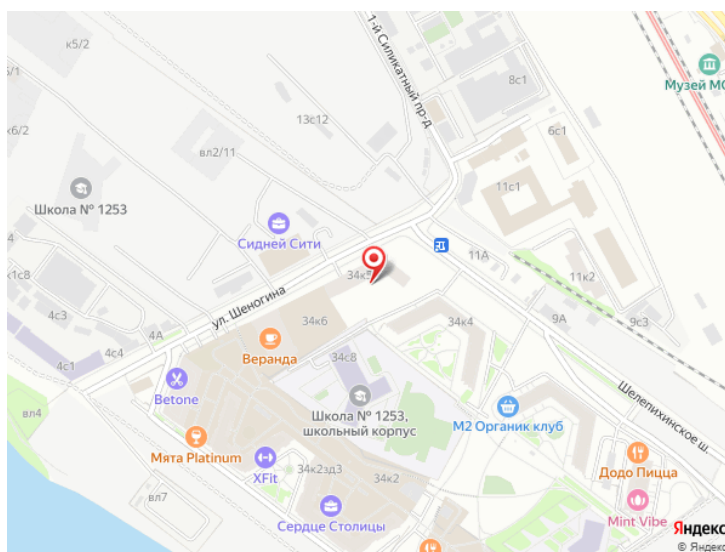 к5/2
6/1
к6/2
13с12
вл2/11
1-й Силикатный пр-д
8с1
6с1
Музей МО
11с1
Школа № 1253
Сидней Сити
11А
11к2
к1с8
4с3
4А
4с4
4с1
ул. Шеногина
34к5
34к6
Веранда
34с8
34к4
9А
9с3
Betone
вл4
Школа № 1253,
школьный корпус
М2 Органик клуб
Шелепихинское ш.
Мята Platinum
XFit
34к2зд3
34к2
вл7
Сердце Столицы
Додо Пицца
Mint Vibe
Яндекс
© Яндекс